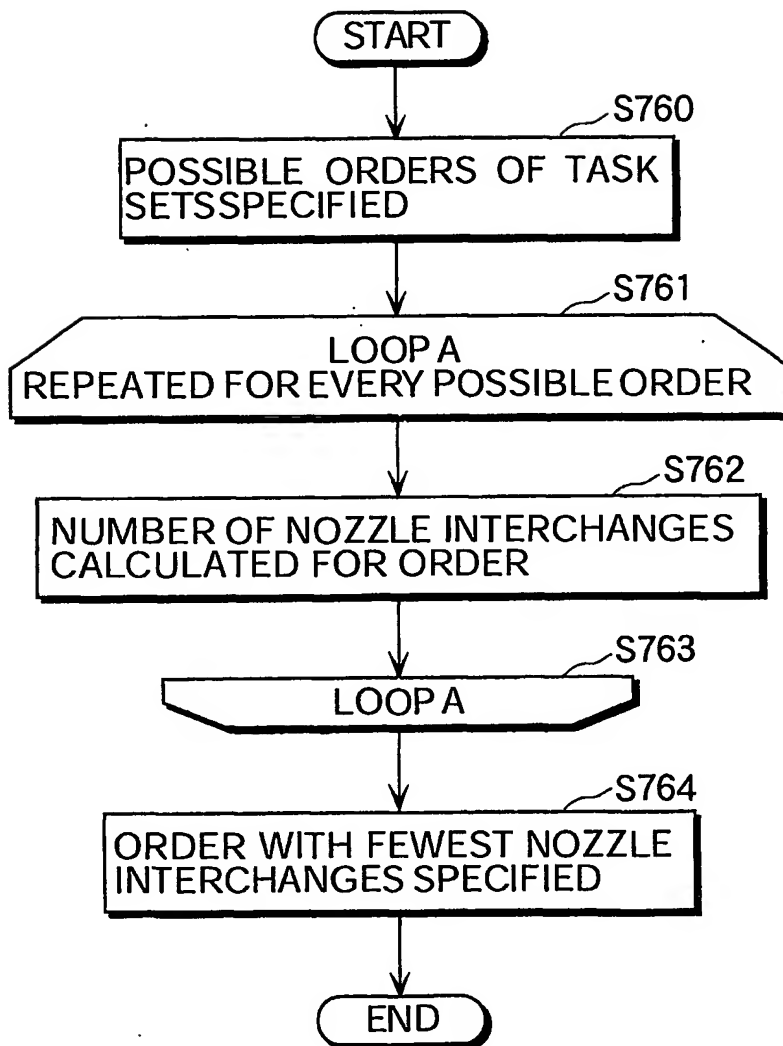 START
S760
POSSIBLE ORDERS OF TASK
SETSSPECIFIED
S761
LOOP A
REPEATED FOR EVERY POSSIBLE ORDER
S762
NUMBER OF NOZZLE INTERCHANGES
CALCULATED FOR ORDER
S763
LOOP A
S764
ORDER WITH FEWEST NOZZLE
INTERCHANGES SPECIFIED
END